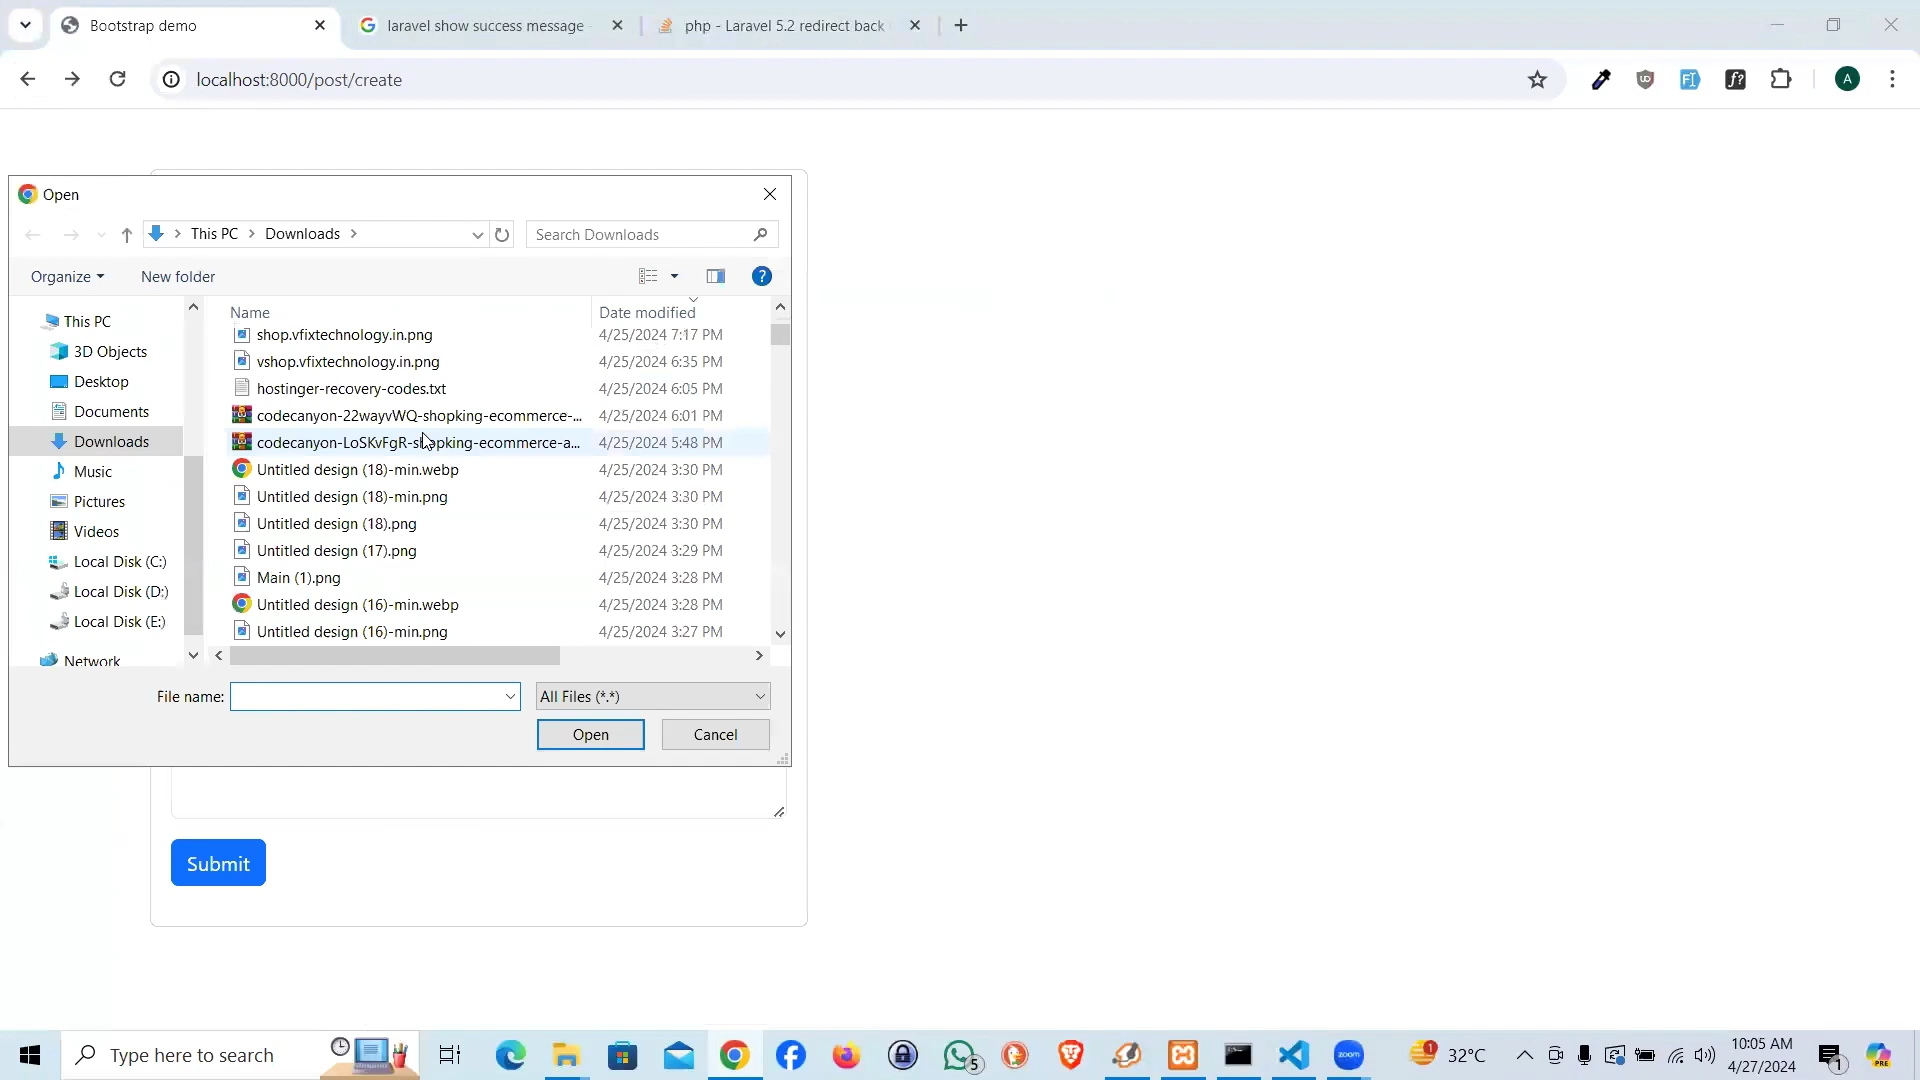 Bootstrap demo
laravel show success message
php - Laravel 5.2 redirect back
localhost:8000/post/create
A
Open
This PC > Downloads >
Search Downloads
Organize
New folder
Name
Date modified
This PC
3D Objects
Desktop
Documents
Downloads
Music
Pictures
Videos
Local Disk (C:)
Local Disk (D:)
Local Disk (E:)
Network
shop.vfixtechnology.in.png 4/25/2024 7:17 PM
vshop.vfixtechnology.in.png 4/25/2024 6:35 PM
hostinger-recovery-codes.txt 4/25/2024 6:05 PM
codecanyon-22wayvWQ-shopking-ecommerce-... 4/25/2024 6:01 PM
codecanyon-LoSKvFgR-shopking-ecommerce-a... 4/25/2024 5:48 PM
Untitled design (18)-min.webp 4/25/2024 3:30 PM
Untitled design (18)-min.png 4/25/2024 3:30 PM
Untitled design (18).png 4/25/2024 3:30 PM
Untitled design (17).png 4/25/2024 3:29 PM
Main (1).png 4/25/2024 3:28 PM
Untitled design (16)-min.webp 4/25/2024 3:28 PM
Untitled design (16)-min.png 4/25/2024 3:27 PM
File name:
All Files (*.*)
Open
Cancel
Submit
Type here to search
5
zoom
1
32°C
10:05 AM
4/27/2024
1
PRE